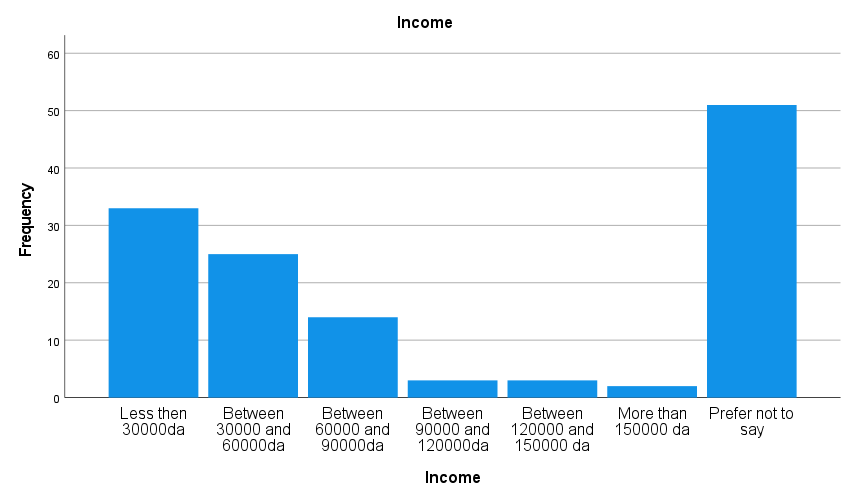 Income
60
50
40
30
20
10
0
Frequency
Less then
30000da
Between
30000 and
60000da
Between
60000 and
90000da
Between
90000 and
120000da
Between
120000 and
150000 da
More than
150000 da
Prefer not to
say
Income